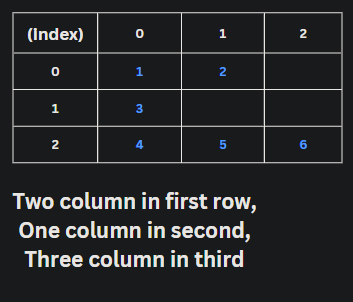 (Index) 0 1 2
0 1 2
1 3
2 4 5 6
Two column in first row,
One column in second,
Three column in third